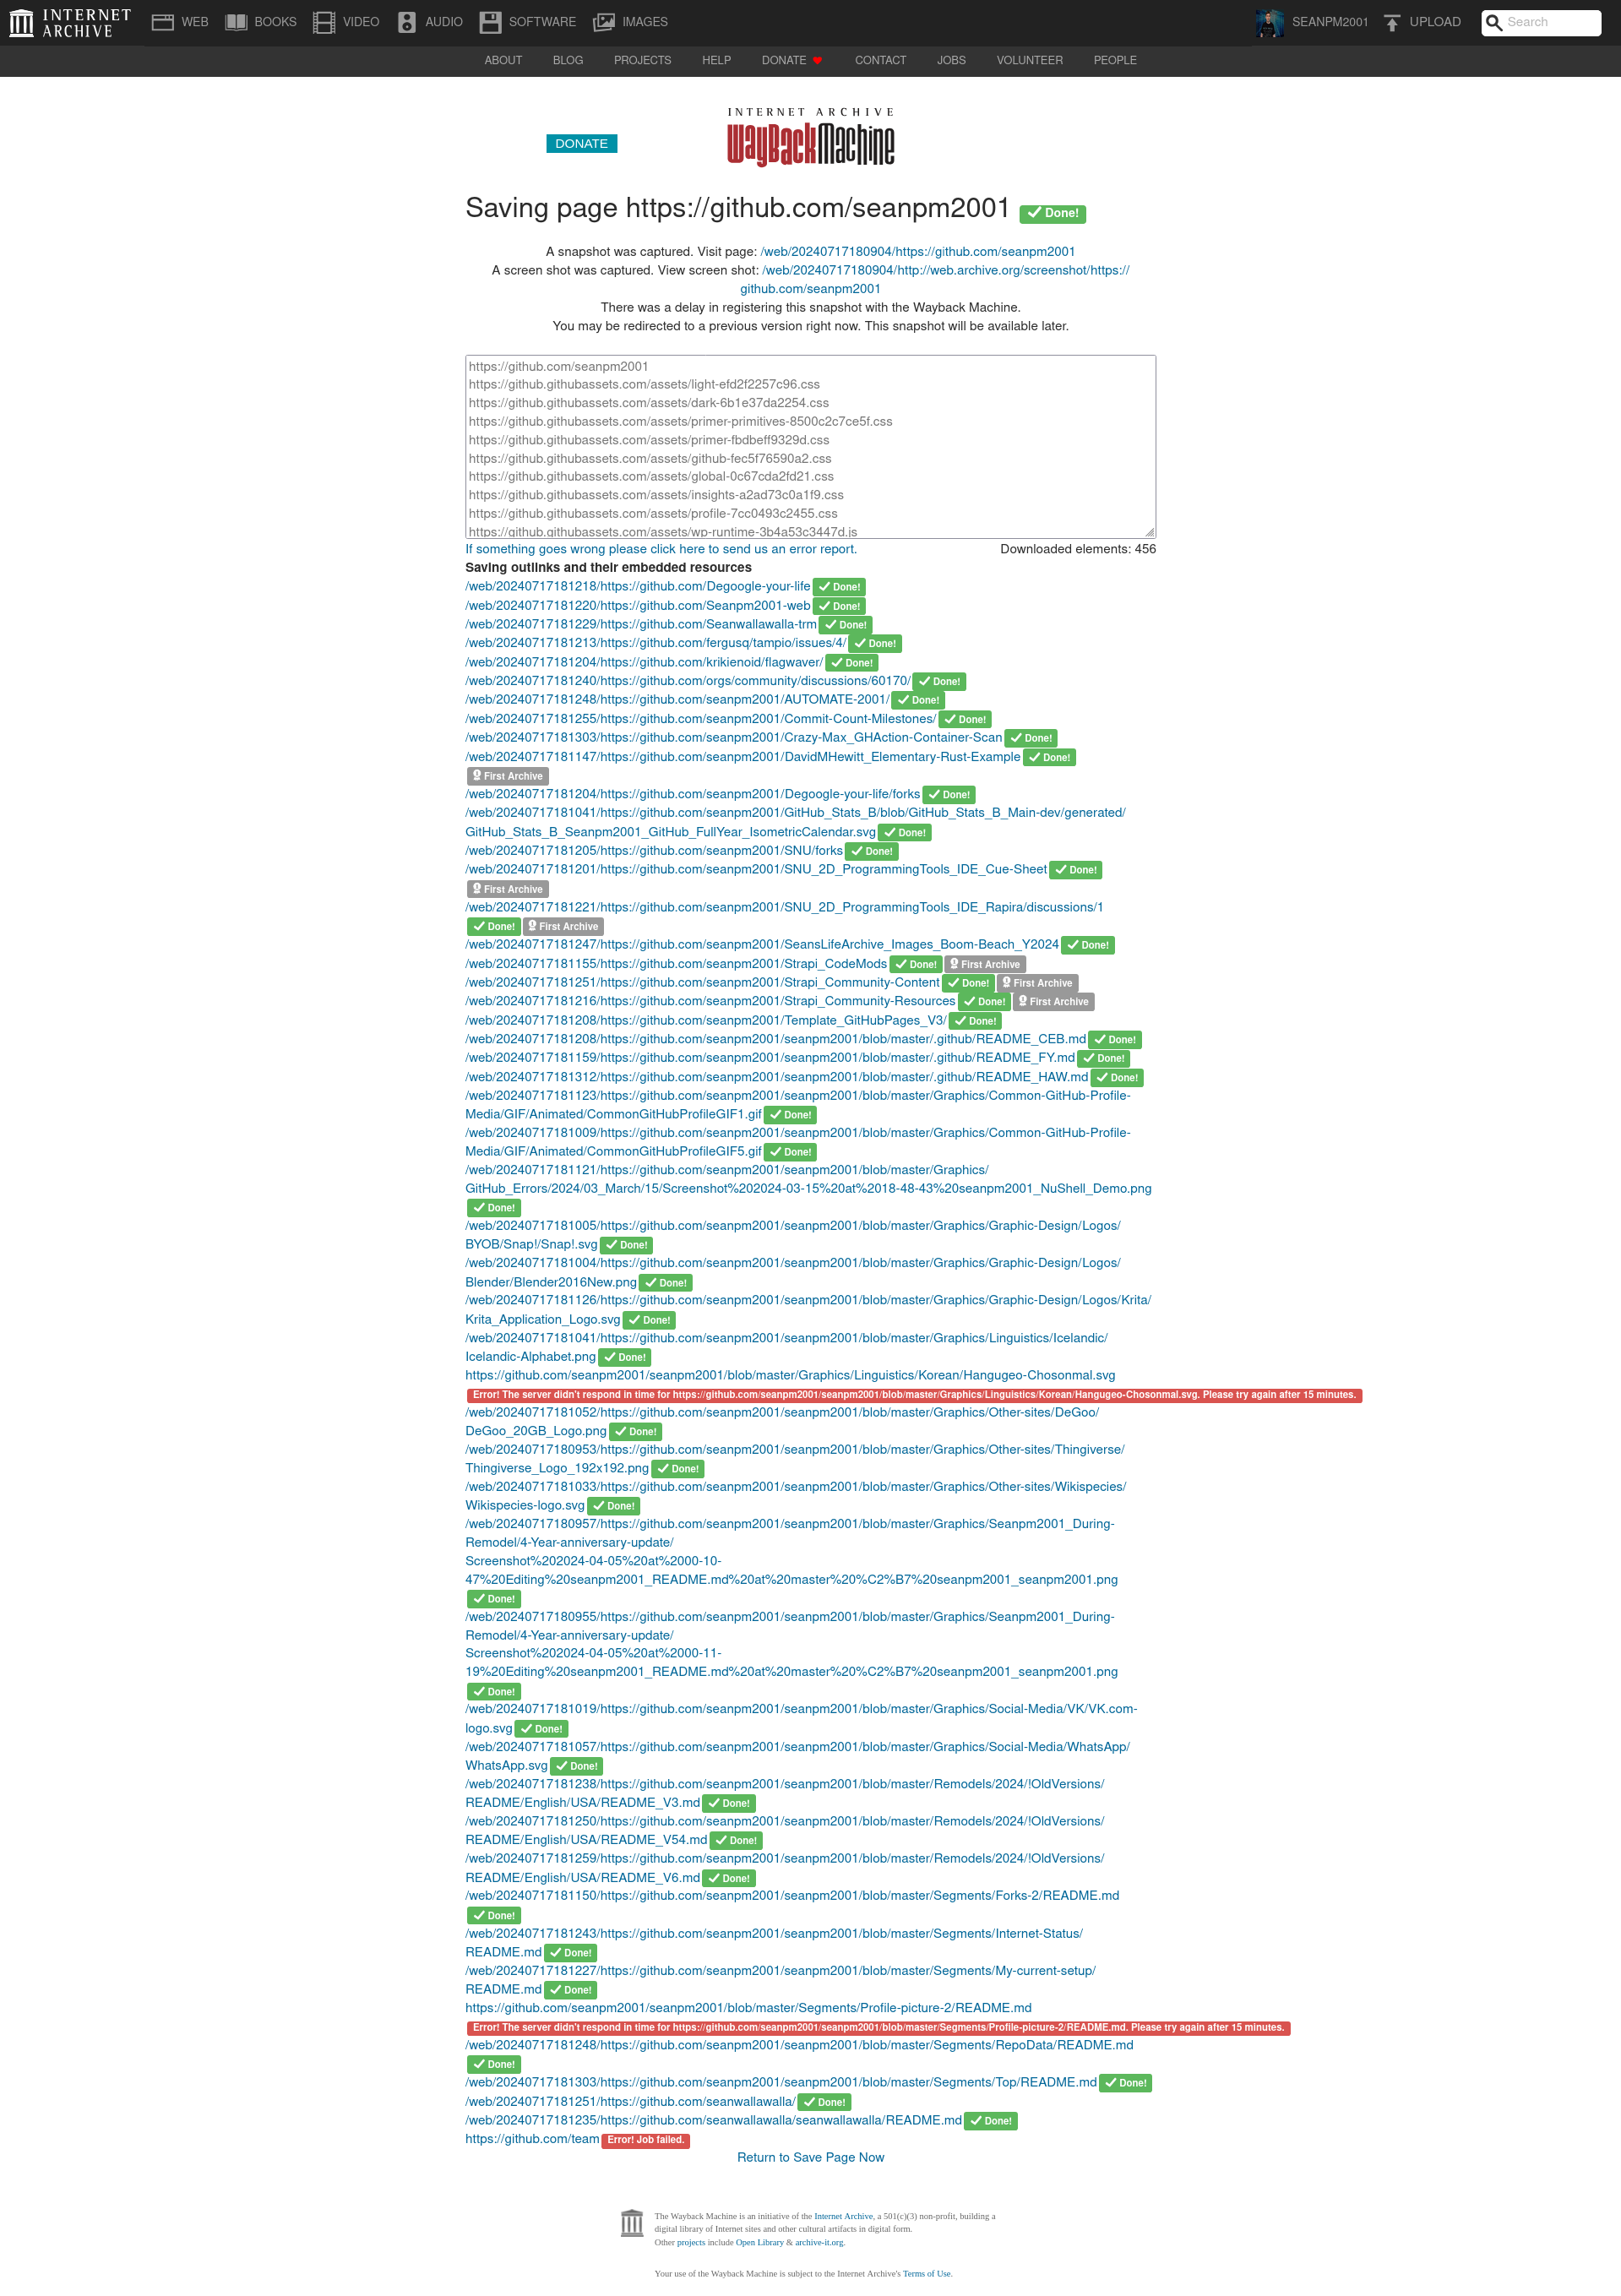 INTERNET ARCHIVE WEB BOOKS VIDEO AUDIO SOFTWARE IMAGES SEANPM2001 UPLOAD Search
ABOUT BLOG PROJECTS HELP DONATE CONTACT JOBS VOLUNTEER PEOPLE
DONATE
INTERNET ARCHIVE
WayBackMachine
Saving page https://github.com/seanpm2001 Done!
A snapshot was captured. Visit page: /web/20240717180904/https://github.com/seanpm2001
A screen shot was captured. View screen shot: /web/20240717180904/http://web.archive.org/screenshot/https://
github.com/seanpm2001
There was a delay in registering this snapshot with the Wayback Machine.
You may be redirected to a previous version right now. This snapshot will be available later.
https://github.com/seanpm2001
https://github.githubassets.com/assets/light-efd2f2257c96.css
https://github.githubassets.com/assets/dark-6b1e37da2254.css
https://github.githubassets.com/assets/primer-primitives-8500c2c7ce5f.css
https://github.githubassets.com/assets/primer-fbdbeff9329d.css
https://github.githubassets.com/assets/github-fec5f76590a2.css
https://github.githubassets.com/assets/global-0c67cda2fd21.css
https://github.githubassets.com/assets/insights-a2ad73c0a1f9.css
https://github.githubassets.com/assets/profile-7cc0493c2455.css
https://github.githubassets.com/assets/wp-runtime-3b4a53c3447d.js
If something goes wrong please click here to send us an error report. Downloaded elements: 456
Saving outlinks and their embedded resources
/web/20240717181218/https://github.com/Degoogle-your-life Done!
/web/20240717181220/https://github.com/Seanpm2001-web Done!
/web/20240717181229/https://github.com/Seanwallawalla-trm Done!
/web/20240717181213/https://github.com/fergusq/tampio/issues/4/ Done!
/web/20240717181204/https://github.com/krikienoid/flagwaver/ Done!
/web/20240717181240/https://github.com/orgs/community/discussions/60170/ Done!
/web/20240717181248/https://github.com/seanpm2001/AUTOMATE-2001/ Done!
/web/20240717181255/https://github.com/seanpm2001/Commit-Count-Milestones/ Done!
/web/20240717181303/https://github.com/seanpm2001/Crazy-Max_GHAction-Container-Scan Done!
/web/20240717181147/https://github.com/seanpm2001/DavidMHewitt_Elementary-Rust-Example Done!
First Archive
/web/20240717181204/https://github.com/seanpm2001/Degoogle-your-life/forks Done!
/web/20240717181041/https://github.com/seanpm2001/GitHub_Stats_B/blob/GitHub_Stats_B_Main-dev/generated/
GitHub_Stats_B_Seanpm2001_GitHub_FullYear_IsometricCalendar.svg Done!
/web/20240717181205/https://github.com/seanpm2001/SNU/forks Done!
/web/20240717181201/https://github.com/seanpm2001/SNU_2D_ProgrammingTools_IDE_Cue-Sheet Done!
First Archive
/web/20240717181221/https://github.com/seanpm2001/SNU_2D_ProgrammingTools_IDE_Rapira/discussions/1
Done! First Archive
/web/20240717181247/https://github.com/seanpm2001/SeansLifeArchive_Images_Boom-Beach_Y2024 Done!
/web/20240717181155/https://github.com/seanpm2001/Strapi_CodeMods Done! First Archive
/web/20240717181251/https://github.com/seanpm2001/Strapi_Community-Content Done! First Archive
/web/20240717181216/https://github.com/seanpm2001/Strapi_Community-Resources Done! First Archive
/web/20240717181208/https://github.com/seanpm2001/Template_GitHubPages_V3/ Done!
/web/20240717181208/https://github.com/seanpm2001/seanpm2001/blob/master/.github/README_CEB.md Done!
/web/20240717181159/https://github.com/seanpm2001/seanpm2001/blob/master/.github/README_FY.md Done!
/web/20240717181312/https://github.com/seanpm2001/seanpm2001/blob/master/.github/README_HAW.md Done!
/web/20240717181123/https://github.com/seanpm2001/seanpm2001/blob/master/Graphics/Common-GitHub-Profile-
Media/GIF/Animated/CommonGitHubProfileGIF1.gif Done!
/web/20240717181009/https://github.com/seanpm2001/seanpm2001/blob/master/Graphics/Common-GitHub-Profile-
Media/GIF/Animated/CommonGitHubProfileGIF5.gif Done!
/web/20240717181121/https://github.com/seanpm2001/seanpm2001/blob/master/Graphics/
GitHub_Errors/2024/03_March/15/Screenshot%202024-03-15%20at%2018-48-43%20seanpm2001_NuShell_Demo.png
Done!
/web/20240717181005/https://github.com/seanpm2001/seanpm2001/blob/master/Graphics/Graphic-Design/Logos/
BYOB/Snap!/Snap!.svg Done!
/web/20240717181004/https://github.com/seanpm2001/seanpm2001/blob/master/Graphics/Graphic-Design/Logos/
Blender/Blender2016New.png Done!
/web/20240717181126/https://github.com/seanpm2001/seanpm2001/blob/master/Graphics/Graphic-Design/Logos/Krita/
Krita_Application_Logo.svg Done!
/web/20240717181041/https://github.com/seanpm2001/seanpm2001/blob/master/Graphics/Linguistics/Icelandic/
Icelandic-Alphabet.png Done!
https://github.com/seanpm2001/seanpm2001/blob/master/Graphics/Linguistics/Korean/Hangugeo-Chosonmal.svg
Error! The server didn't respond in time for https://github.com/seanpm2001/seanpm2001/blob/master/Graphics/Linguistics/Korean/Hangugeo-Chosonmal.svg. Please try again after 15 minutes.
/web/20240717181052/https://github.com/seanpm2001/seanpm2001/blob/master/Graphics/Other-sites/DeGoo/
DeGoo_20GB_Logo.png Done!
/web/20240717180953/https://github.com/seanpm2001/seanpm2001/blob/master/Graphics/Other-sites/Thingiverse/
Thingiverse_Logo_192x192.png Done!
/web/20240717181033/https://github.com/seanpm2001/seanpm2001/blob/master/Graphics/Other-sites/Wikispecies/
Wikispecies-logo.svg Done!
/web/20240717180957/https://github.com/seanpm2001/seanpm2001/blob/master/Graphics/Seanpm2001_During-
Remodel/4-Year-anniversary-update/
Screenshot%202024-04-05%20at%2000-10-
47%20Editing%20seanpm2001_README.md%20at%20master%20%C2%B7%20seanpm2001_seanpm2001.png
Done!
/web/20240717180955/https://github.com/seanpm2001/seanpm2001/blob/master/Graphics/Seanpm2001_During-
Remodel/4-Year-anniversary-update/
Screenshot%202024-04-05%20at%2000-11-
19%20Editing%20seanpm2001_README.md%20at%20master%20%C2%B7%20seanpm2001_seanpm2001.png
Done!
/web/20240717181019/https://github.com/seanpm2001/seanpm2001/blob/master/Graphics/Social-Media/VK/VK.com-
logo.svg Done!
/web/20240717181057/https://github.com/seanpm2001/seanpm2001/blob/master/Graphics/Social-Media/WhatsApp/
WhatsApp.svg Done!
/web/20240717181238/https://github.com/seanpm2001/seanpm2001/blob/master/Remodels/2024/!OldVersions/
README/English/USA/README_V3.md Done!
/web/20240717181250/https://github.com/seanpm2001/seanpm2001/blob/master/Remodels/2024/!OldVersions/
README/English/USA/README_V54.md Done!
/web/20240717181259/https://github.com/seanpm2001/seanpm2001/blob/master/Remodels/2024/!OldVersions/
README/English/USA/README_V6.md Done!
/web/20240717181150/https://github.com/seanpm2001/seanpm2001/blob/master/Segments/Forks-2/README.md
Done!
/web/20240717181243/https://github.com/seanpm2001/seanpm2001/blob/master/Segments/Internet-Status/
README.md Done!
/web/20240717181227/https://github.com/seanpm2001/seanpm2001/blob/master/Segments/My-current-setup/
README.md Done!
https://github.com/seanpm2001/seanpm2001/blob/master/Segments/Profile-picture-2/README.md
Error! The server didn't respond in time for https://github.com/seanpm2001/seanpm2001/blob/master/Segments/Profile-picture-2/README.md. Please try again after 15 minutes.
/web/20240717181248/https://github.com/seanpm2001/seanpm2001/blob/master/Segments/RepoData/README.md
Done!
/web/20240717181303/https://github.com/seanpm2001/seanpm2001/blob/master/Segments/Top/README.md Done!
/web/20240717181251/https://github.com/seanwallawalla/ Done!
/web/20240717181235/https://github.com/seanwallawalla/seanwallawalla/README.md Done!
https://github.com/team Error! Job failed.
Return to Save Page Now
The Wayback Machine is an initiative of the Internet Archive, a 501(c)(3) non-profit, building a
digital library of Internet sites and other cultural artifacts in digital form.
Other projects include Open Library & archive-it.org.
Your use of the Wayback Machine is subject to the Internet Archive's Terms of Use.